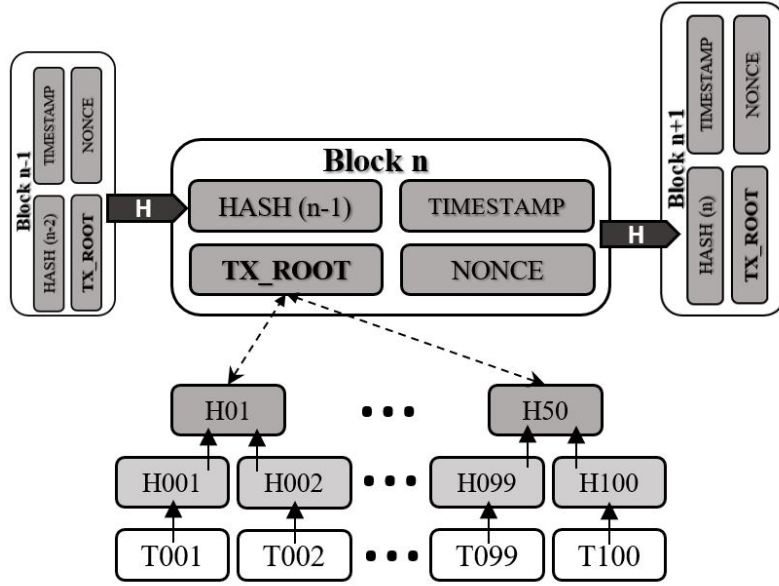 Block n-1
TIMESTAMP
NONCE
HASH (n-2)
TX_ROOT
H
Block n
HASH (n-1) TIMESTAMP
TX_ROOT NONCE
H
Block n+1
TIMESTAMP
NONCE
HASH (n)
TX_ROOT
H01 ••• H50
H001 H002 ••• H099 H100
T001 T002 ••• T099 T100